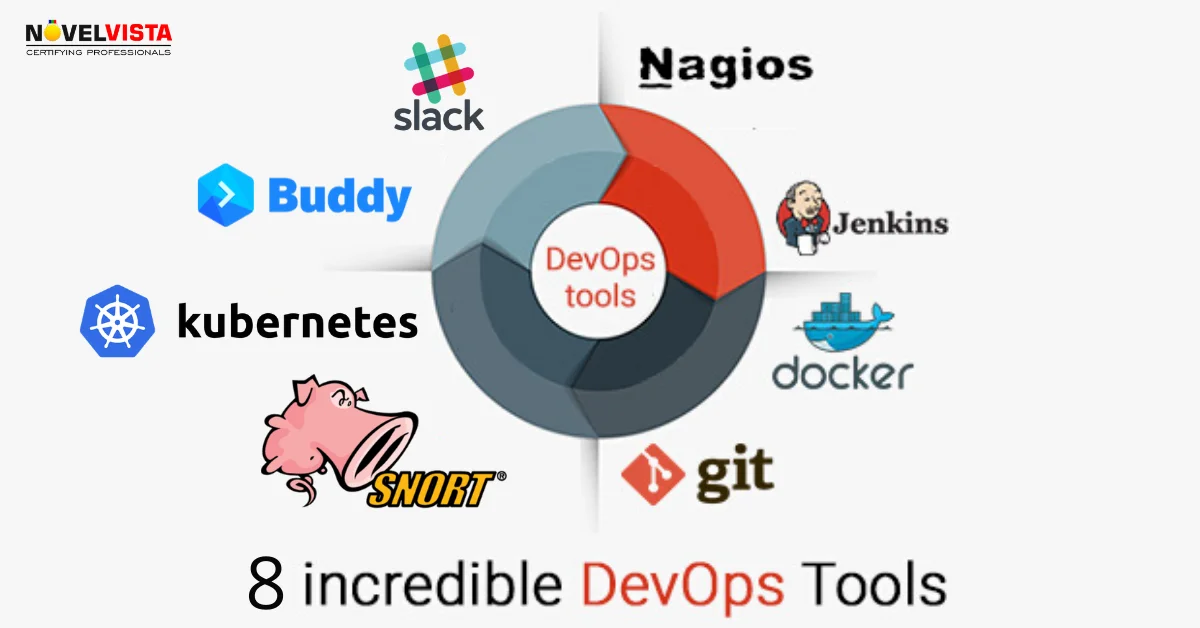 NOVELVISTA
CERTIFYING PROFESSIONALS
slack
Nagios
Buddy
Jenkins
DevOps
tools
kubernetes
docker
SNORT®
git
8 incredible DevOps Tools